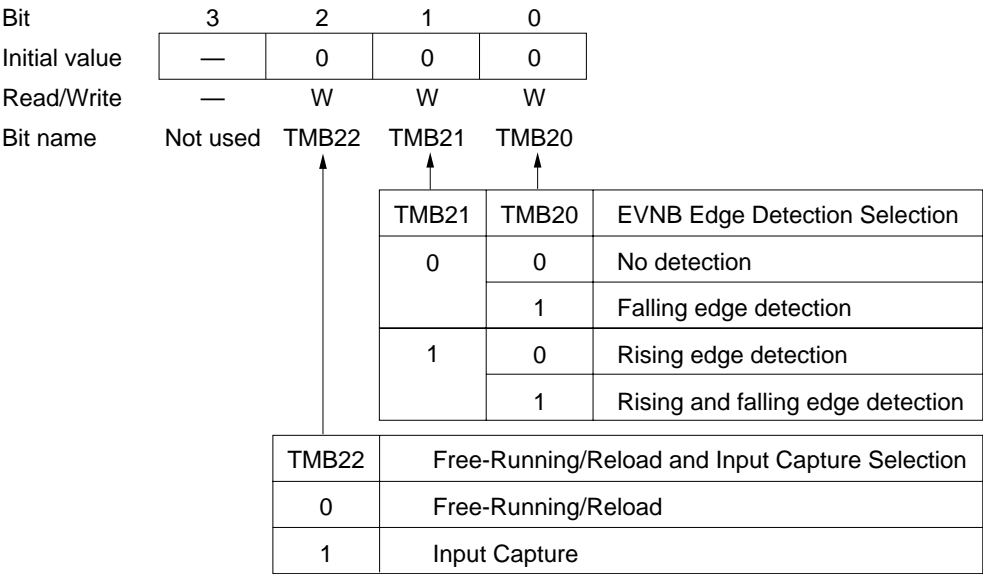 Bit 3 2 1 0
Initial value — 0 0 0
Read/Write — W W W
Bit name Not used TMB22 TMB21 TMB20
TMB21 TMB20 EVNB Edge Detection Selection
0 0 No detection
1 Falling edge detection
1 0 Rising edge detection
1 Rising and falling edge detection
TMB22 Free-Running/Reload and Input Capture Selection
0 Free-Running/Reload
1 Input Capture